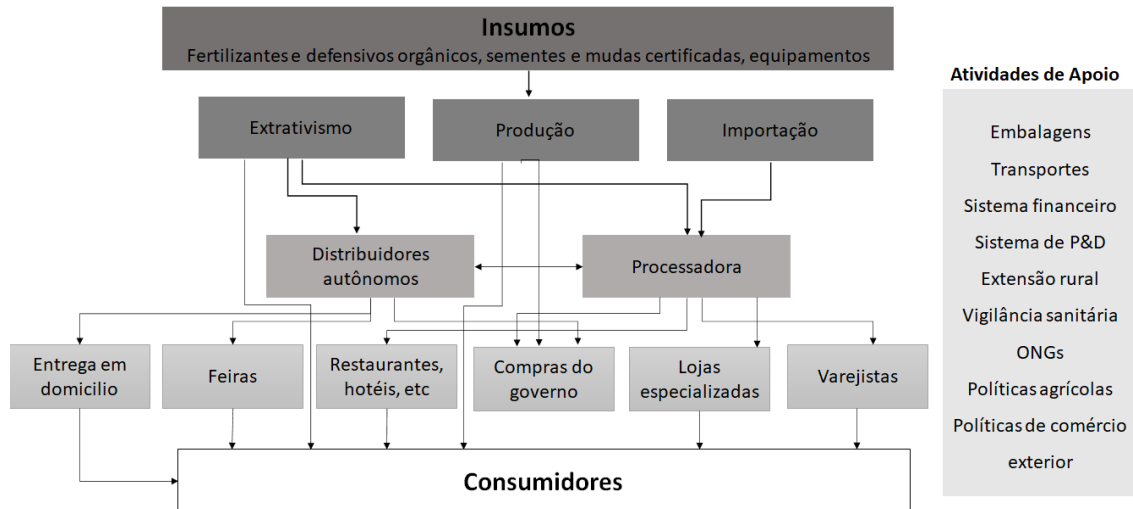 Insumos
Fertilizantes e defensivos orgânicos, sementes e mudas certificadas, equipamentos
Extrativismo
Produção
Importação
Distribuidores
autônomos
Processadora
Entrega em
domicilio
Feiras
Restaurantes,
hotéis, etc
Compras do
governo
Lojas
especializadas
Varejistas
Consumidores
Atividades de Apoio
Embalagens
Transportes
Sistema financeiro
Sistema de P&D
Extensão rural
Vigilância sanitária
ONGs
Políticas agrícolas
Políticas de comércio
exterior